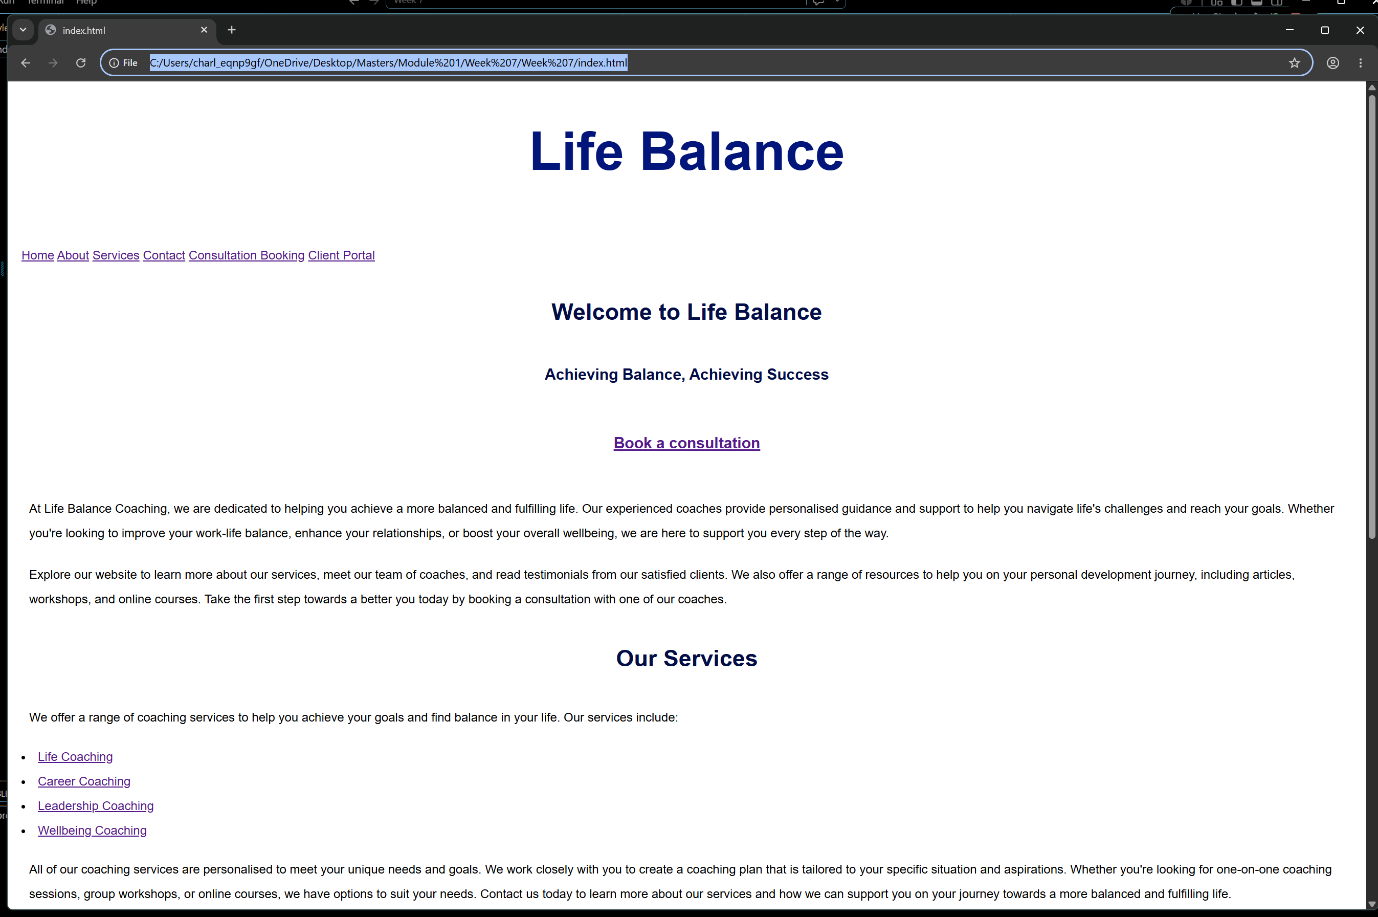 Terminal Help
Week 7
index.html
File C:/Users/charl_eqnp9gf/OneDrive/Desktop/Masters/Module%201/Week%207/Week%207/index.html
Life Balance
Home About Services Contact Consultation Booking Client Portal
Welcome to Life Balance
Achieving Balance, Achieving Success
Book a consultation
At Life Balance Coaching, we are dedicated to helping you achieve a more balanced and fulfilling life. Our experienced coaches provide personalised guidance and support to help you navigate life's challenges and reach your goals. Whether
you're looking to improve your work-life balance, enhance your relationships, or boost your overall wellbeing, we are here to support you every step of the way.
Explore our website to learn more about our services, meet our team of coaches, and read testimonials from our satisfied clients. We also offer a range of resources to help you on your personal development journey, including articles,
workshops, and online courses. Take the first step towards a better you today by booking a consultation with one of our coaches.
Our Services
We offer a range of coaching services to help you achieve your goals and find balance in your life. Our services include:
• Life Coaching
• Career Coaching
• Leadership Coaching
• Wellbeing Coaching
All of our coaching services are personalised to meet your unique needs and goals. We work closely with you to create a coaching plan that is tailored to your specific situation and aspirations. Whether you're looking for one-on-one coaching
sessions, group workshops, or online courses, we have options to suit your needs. Contact us today to learn more about our services and how we can support you on your journey towards a more balanced and fulfilling life.